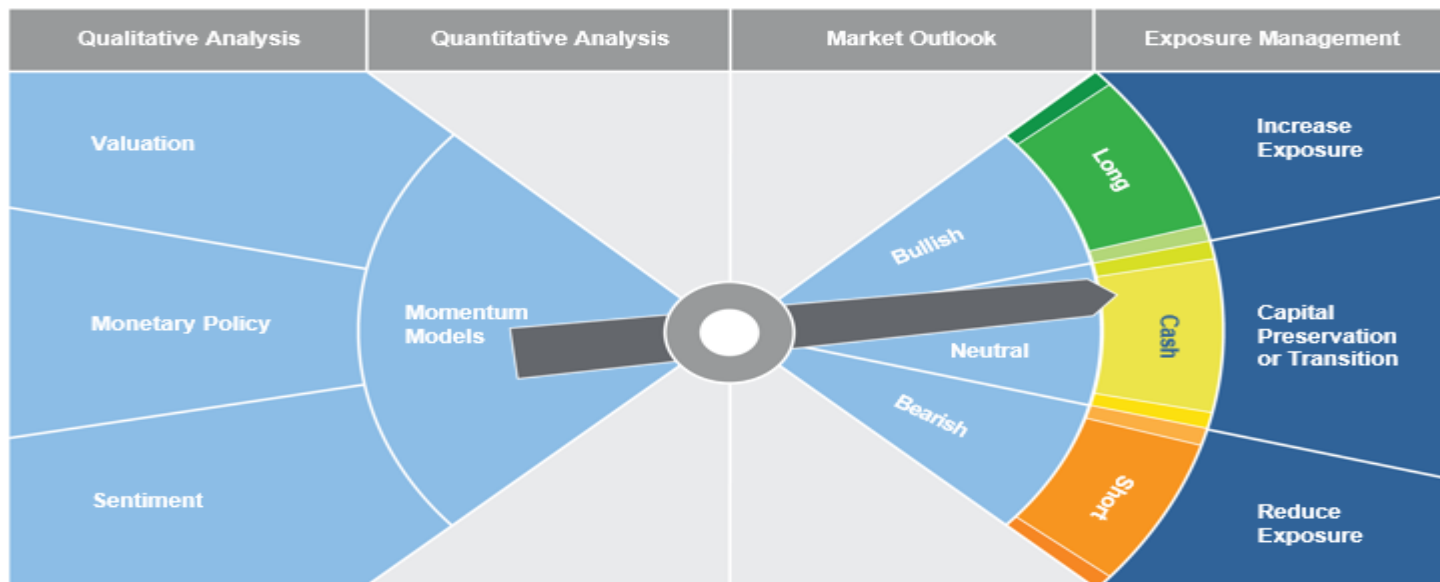 Qualitative Analysis
Quantitative Analysis
Market Outlook
Exposure Management
Valuation
Monetary Policy
Sentiment
Momentum
Models
Bullish
Neutral
Bearish
Long
Cash
Short
Increase
Exposure
Capital
Preservation
or Transition
Reduce
Exposure